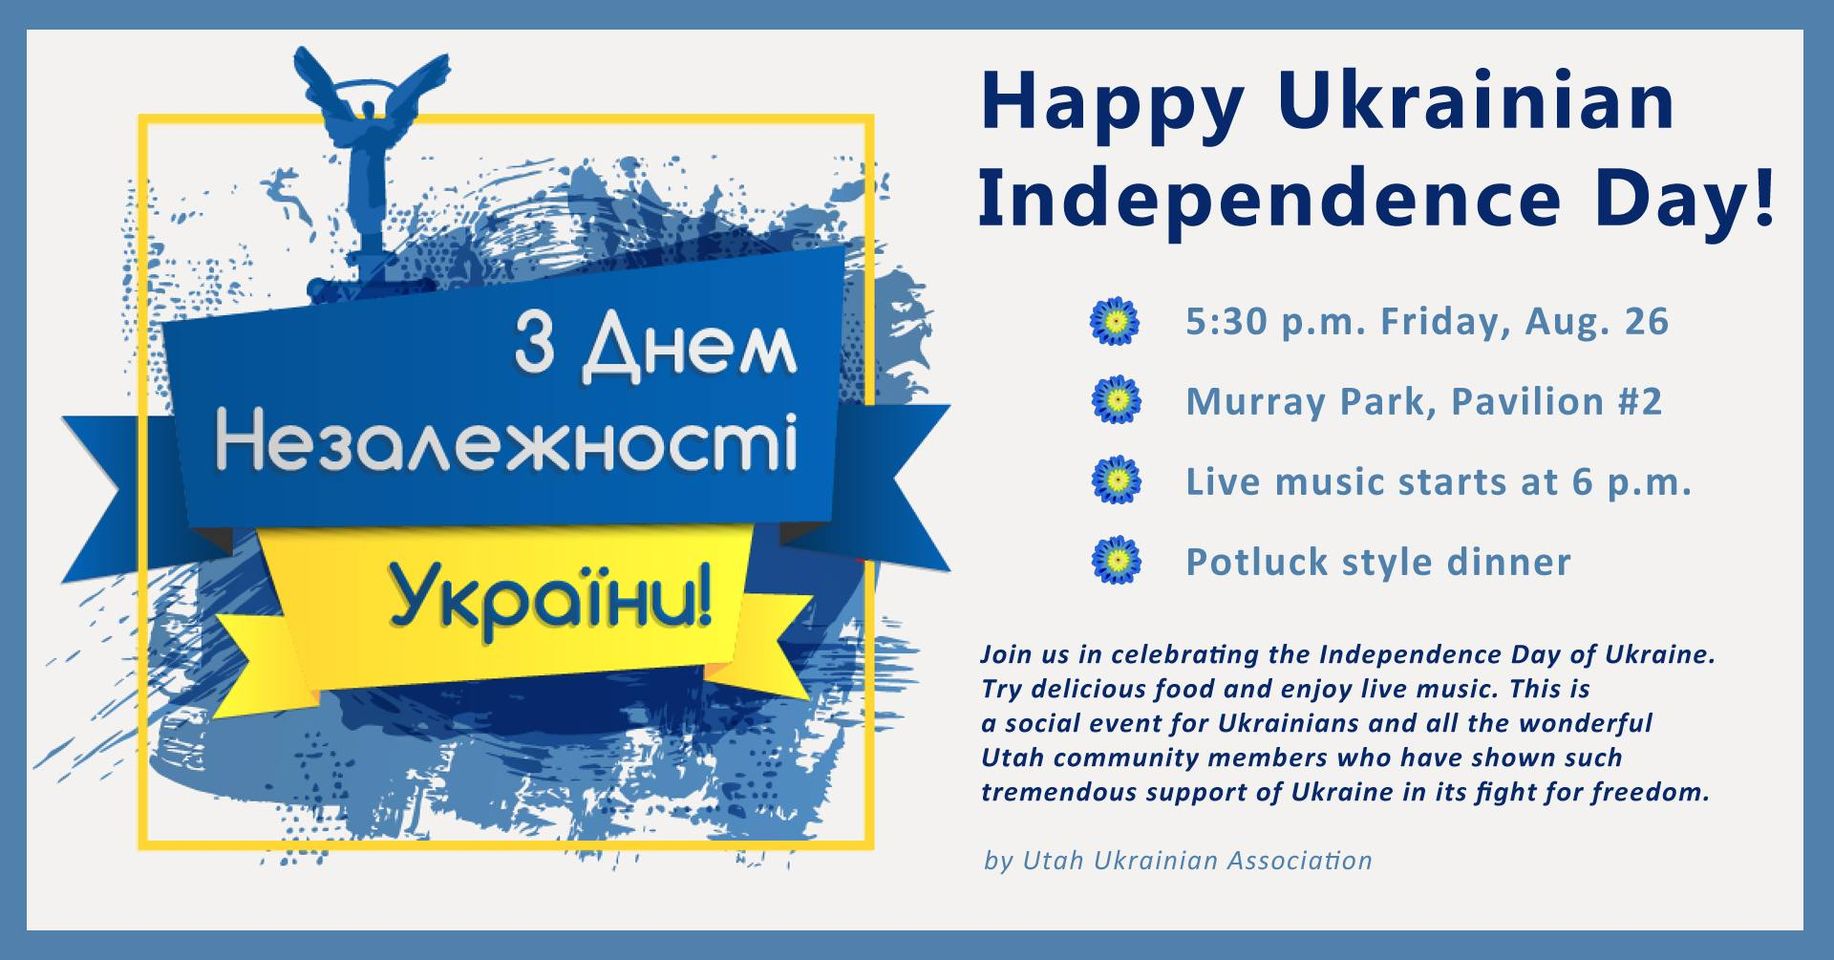 З Днем
Незалежності
України!
Happy Ukrainian
Independence Day!
5:30 p.m. Friday, Aug. 26
Murray Park, Pavilion #2
Live music starts at 6 p.m.
Potluck style dinner
Join us in celebrating the Independence Day of Ukraine.
Try delicious food and enjoy live music. This is
a social event for Ukrainians and all the wonderful
Utah community members who have shown such
tremendous support of Ukraine in its fight for freedom.
by Utah Ukrainian Association